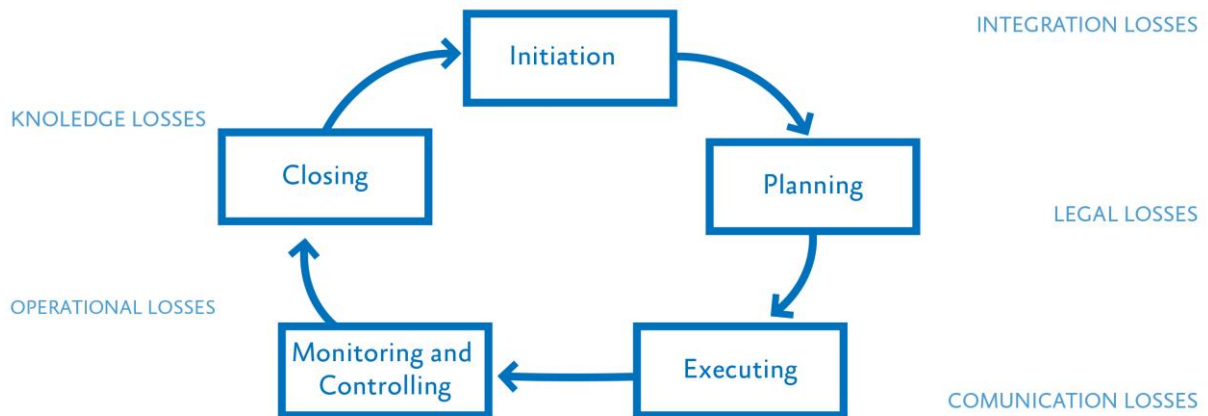 Initiation
INTEGRATION LOSSES
KNOLEDGE LOSSES
Closing
Planning
LEGAL LOSSES
OPERATIONAL LOSSES
Monitoring and
Controlling
Executing
COMUNICATION LOSSES